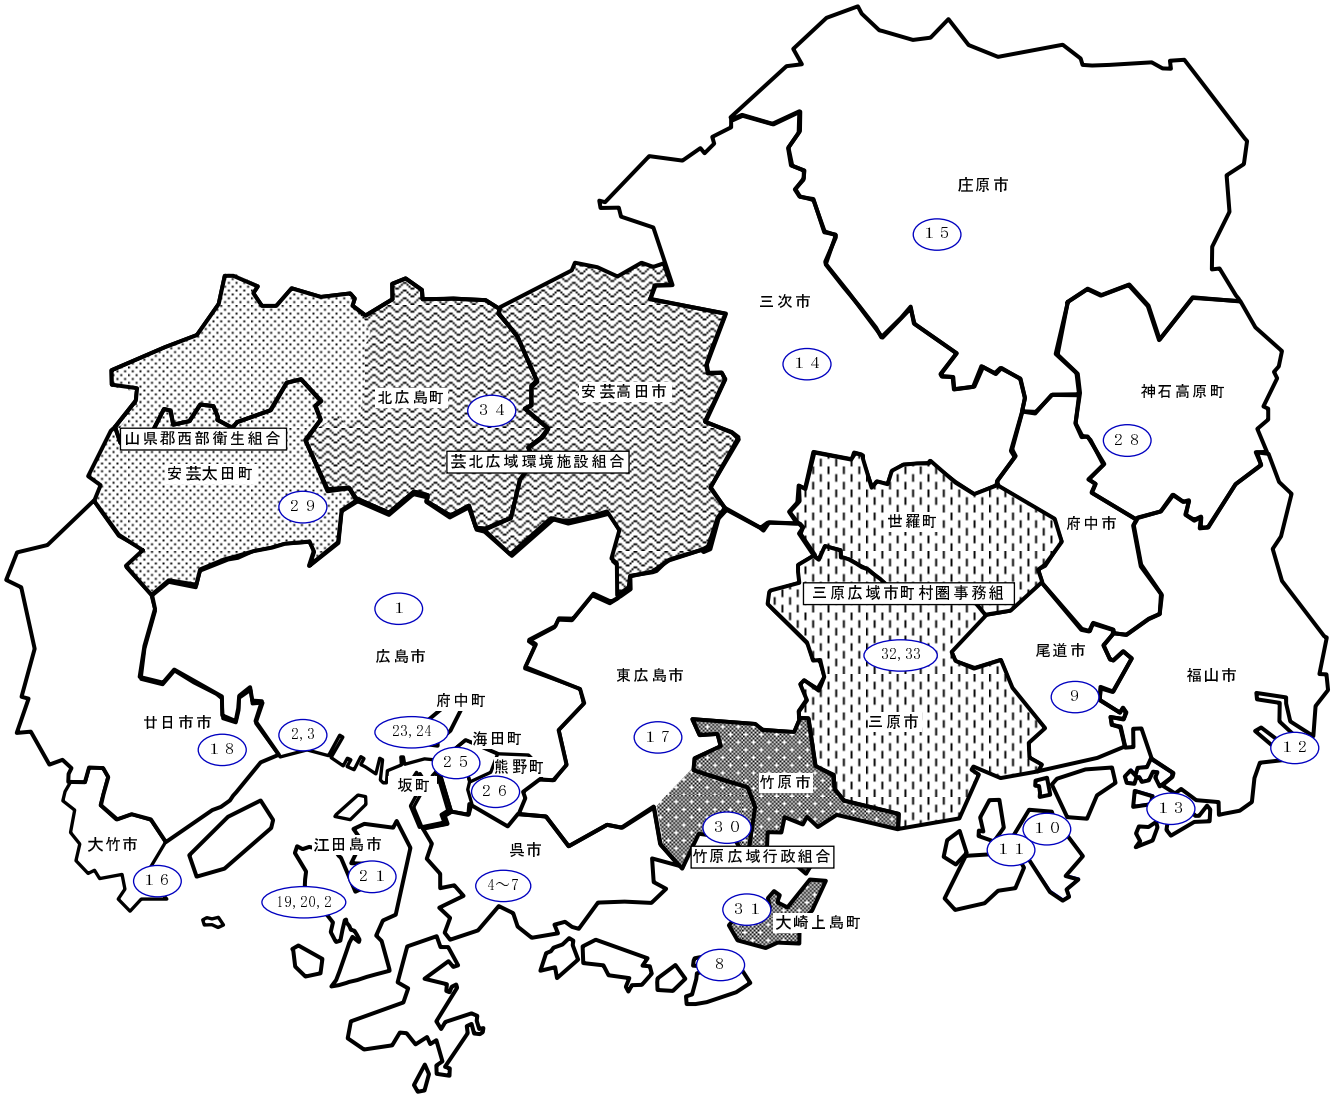 庄原市
１５
三次市
１４
神石高原町
２８
北広島町
３４
安芸高田市
山県郡西部衛生組合
安芸太田町
２９
芸北広域環境施設組合
世羅町
府中市
三原広域市町村圏事務組
１
広島市
32,33
尾道市
９
東広島市
福山市
府中町
三原市
廿日市市
１８
2,3
23,24
海田町
１７
１２
２５
熊野町
坂町
２６
竹原市
１３
３０
１０
大竹市
江田島市
呉市
１１
竹原広域行政組合
１６
２１
4～7
19,20,2
３１
大崎上島町
８